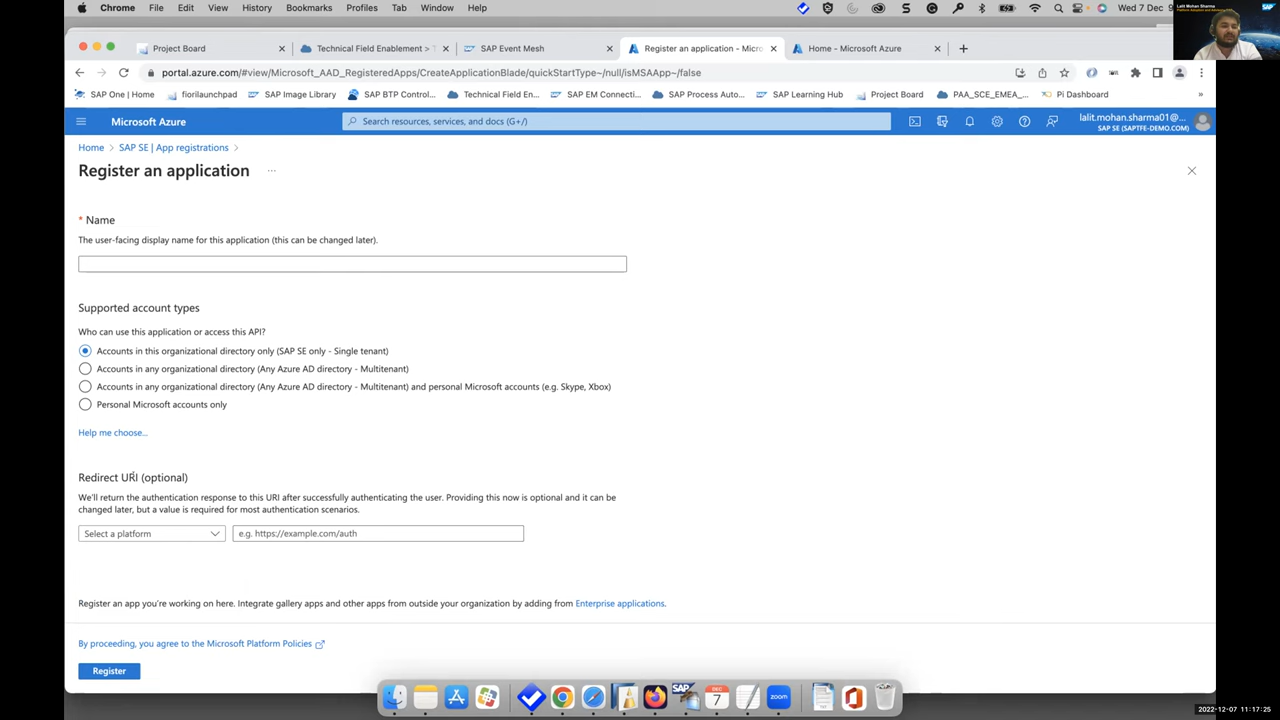 Chrome File Edit View History Bookmarks Profiles Tab Window Help
Wed 7 Dec
Lalit Mohan Sharma
SAP
Project Board
Technical Field Enablement > T
SAP Event Mesh
Register an application - Micro
Home - Microsoft Azure
portal.azure.com/#view/Microsoft_AAD_RegisteredApps/CreateApplicationBlade/quickStartType~/null/isMSAApp~/false
SAP One | Home
fiorilaunchpad
SAP Image Library
SAP BTP Control...
Technical Field En...
SAP EM Connecti...
SAP Process Auto...
SAP Learning Hub
Project Board
PAA_SCE_EMEA_...
Pi Dashboard
»
Microsoft Azure
Search resources, services, and docs (G+/)
lalit.mohan.sharma01@...
SAP SE (SAPTFE-DEMO.COM)
Home > SAP SE | App registrations >
Register an application ...
* Name
The user-facing display name for this application (this can be changed later).
Supported account types
Who can use this application or access this API?
Accounts in this organizational directory only (SAP SE only - Single tenant)
Accounts in any organizational directory (Any Azure AD directory - Multitenant)
Accounts in any organizational directory (Any Azure AD directory - Multitenant) and personal Microsoft accounts (e.g. Skype, Xbox)
Personal Microsoft accounts only
Help me choose...
Redirect URI (optional)
We'll return the authentication response to this URI after successfully authenticating the user. Providing this now is optional and it can be
changed later, but a value is required for most authentication scenarios.
Select a platform
e.g. https://example.com/auth
Register an app you're working on here. Integrate gallery apps and other apps from outside your organization by adding from Enterprise applications.
By proceeding, you agree to the Microsoft Platform Policies
Register
SAP
DEC
7
zoom
2022-12-07 11:17:25